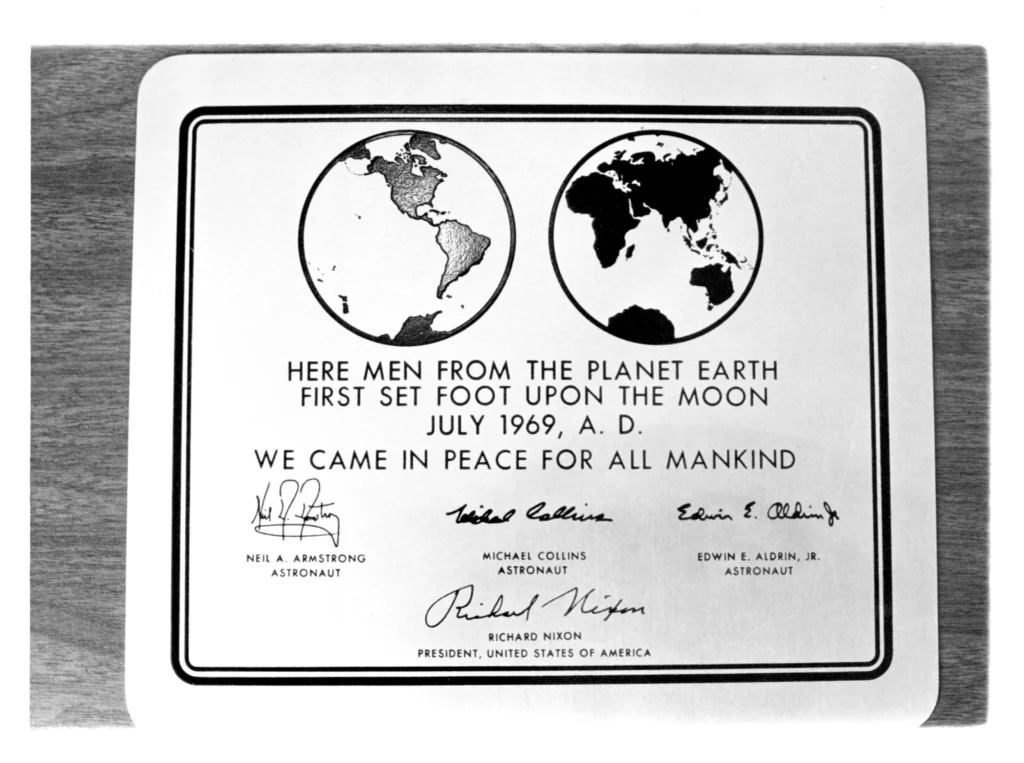 HERE MEN FROM THE PLANET EARTH
FIRST SET FOOT UPON THE MOON
JULY 1969, A. D.
WE CAME IN PEACE FOR ALL MANKIND
Neil A. Armstrong
NEIL A. ARMSTRONG
ASTRONAUT
Michael Collins
MICHAEL COLLINS
ASTRONAUT
Edwin E. Aldrin Jr
EDWIN E. ALDRIN, JR.
ASTRONAUT
Richard Nixon
RICHARD NIXON
PRESIDENT, UNITED STATES OF AMERICA